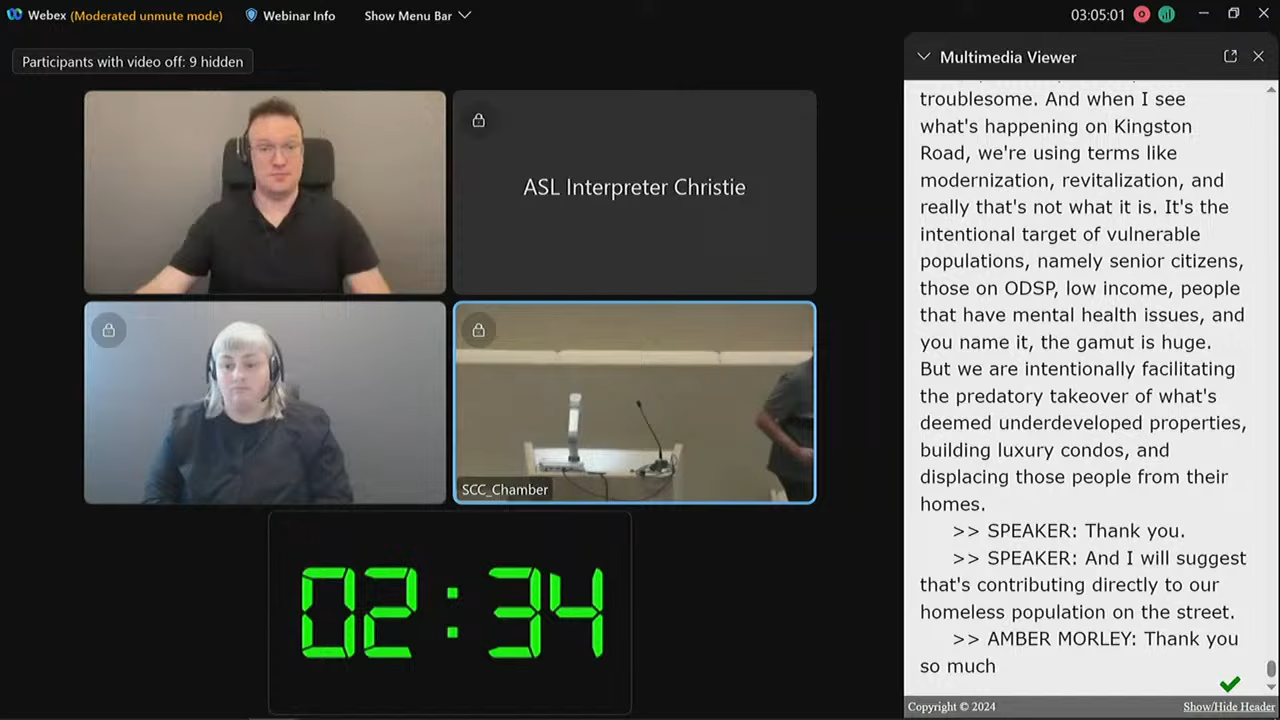 Webex (Moderated unmute mode) Webinar Info Show Menu Bar 03:05:01
Participants with video off: 9 hidden
ASL Interpreter Christie
SCC_Chamber
02:34
Multimedia Viewer
troublesome. And when I see
what's happening on Kingston
Road, we're using terms like
modernization, revitalization, and
really that's not what it is. It's the
intentional target of vulnerable
populations, namely senior citizens,
those on ODSP, low income, people
that have mental health issues, and
you name it, the gamut is huge.
But we are intentionally facilitating
the predatory takeover of what's
deemed underdeveloped properties,
building luxury condos, and
displacing those people from their
homes.
>> SPEAKER: Thank you.
>> SPEAKER: And I will suggest
that's contributing directly to our
homeless population on the street.
>> AMBER MORLEY: Thank you
so much
Copyright © 2024 Show/Hide Header